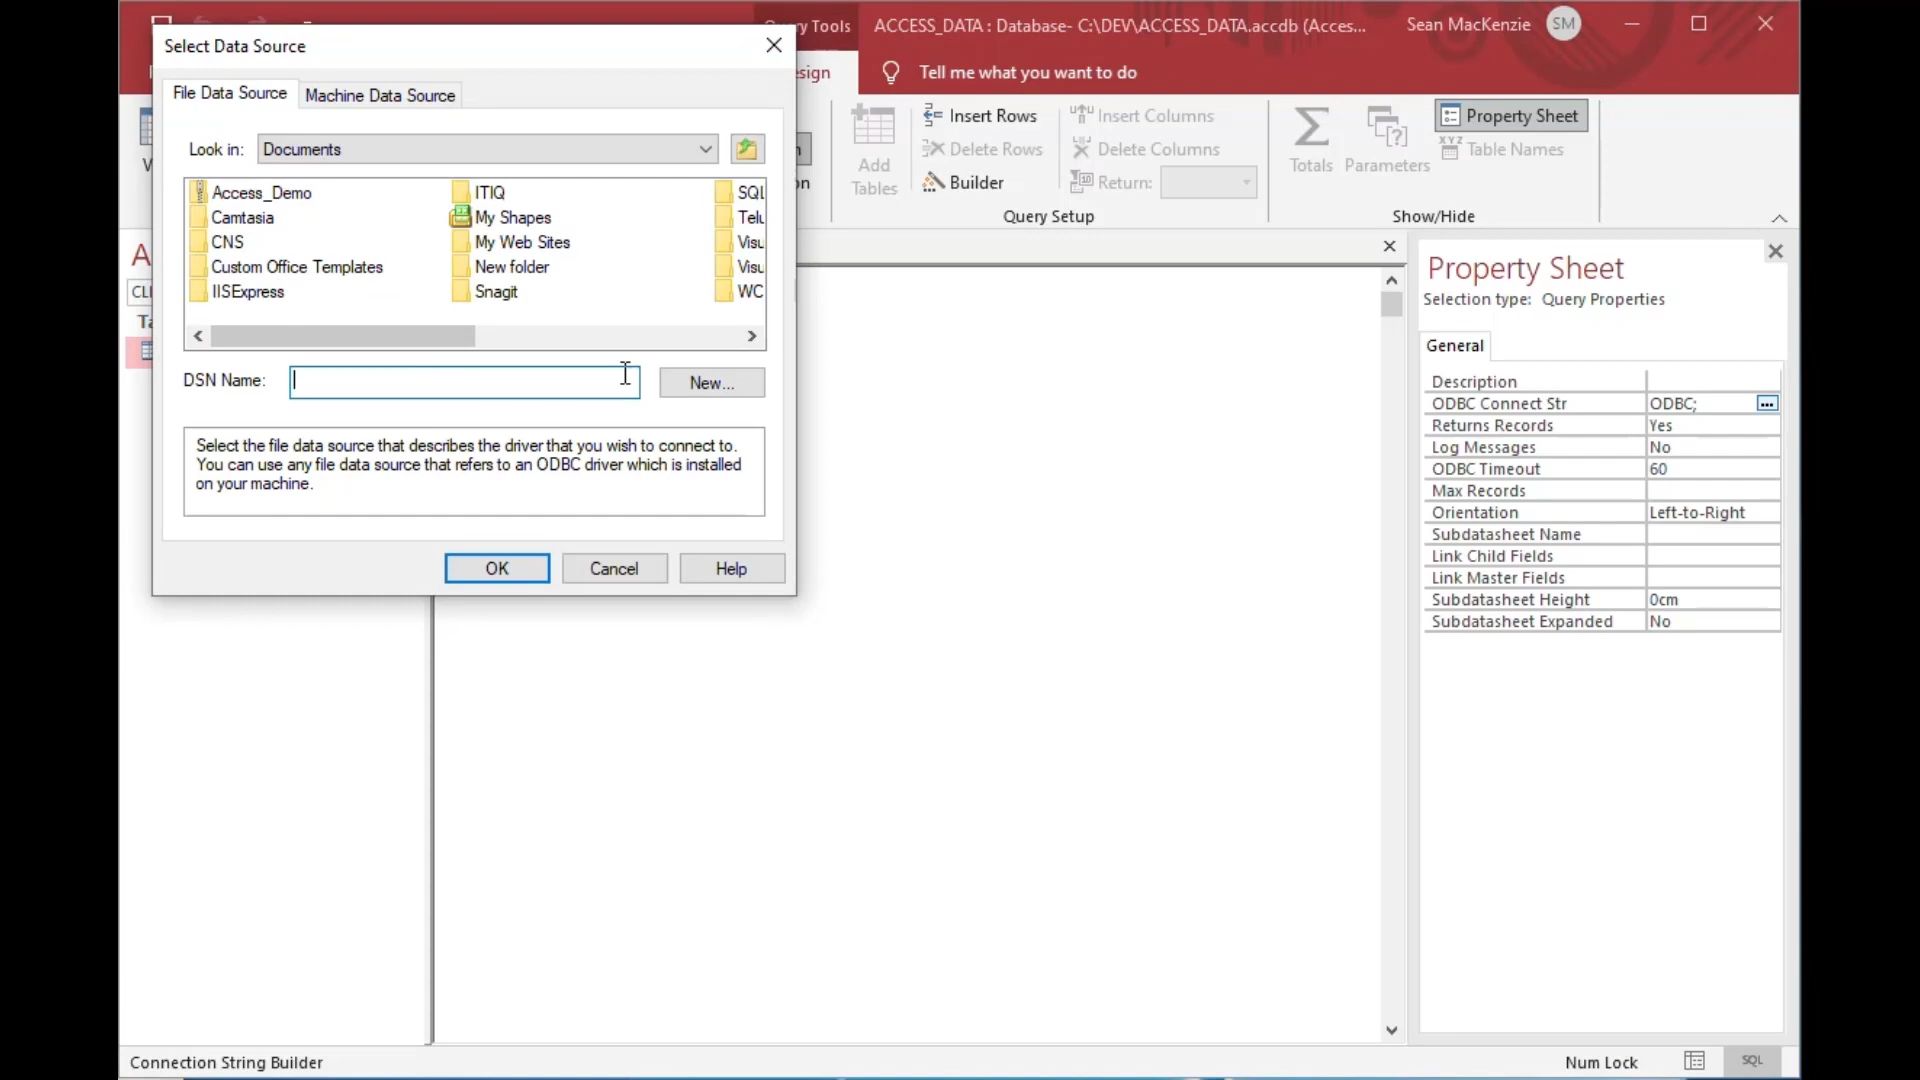 Select Data Source
ry Tools
ACCESS_DATA : Database- C:\DEV\ACCESS_DATA.accdb (Acces...
Sean MacKenzie
SM
File Data Source
Machine Data Source
esign
Tell me what you want to do
Look in:
Documents
Access_Demo
Camtasia
CNS
Custom Office Templates
IISExpress
ITIQ
My Shapes
My Web Sites
New folder
Snagit
SQL
Telu
Visu
Visu
WC
DSN Name:
New...
Select the file data source that describes the driver that you wish to connect to.
You can use any file data source that refers to an ODBC driver which is installed
on your machine.
OK
Cancel
Help
Add
Tables
Insert Rows
Delete Rows
Builder
Insert Columns
Delete Columns
Return:
Query Setup
Totals
Parameters
Property Sheet
Table Names
Show/Hide
Property Sheet
Selection type: Query Properties
General
Description
ODBC Connect Str ODBC;
Returns Records Yes
Log Messages No
ODBC Timeout 60
Max Records
Orientation Left-to-Right
Subdatasheet Name
Link Child Fields
Link Master Fields
Subdatasheet Height 0cm
Subdatasheet Expanded No
Connection String Builder
Num Lock
SQL